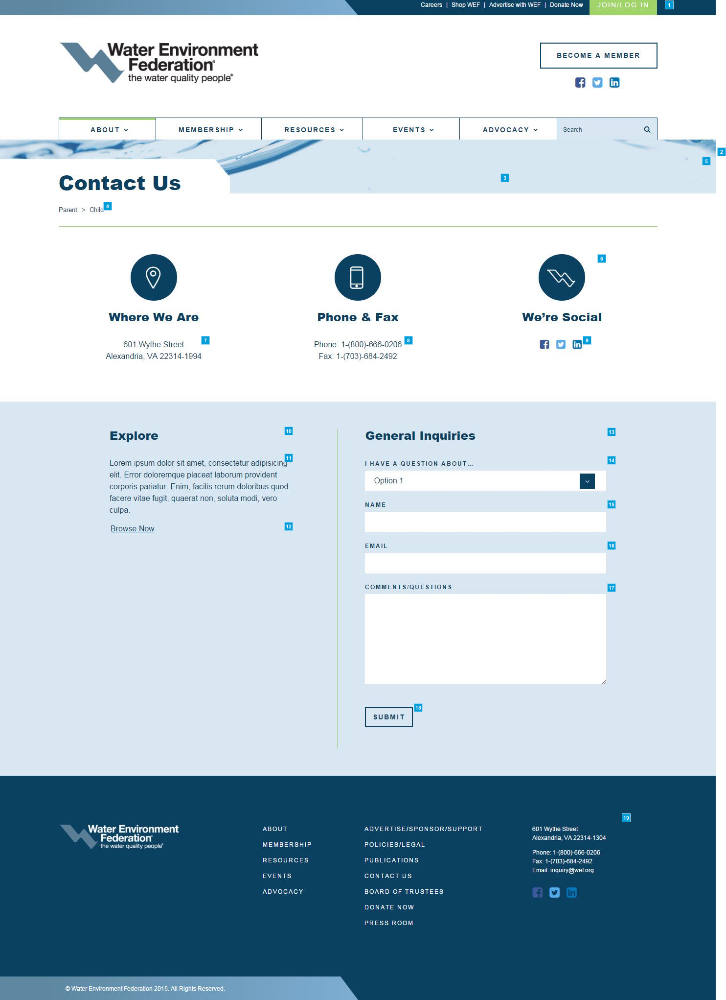 Careers | Shop WEF | Advertise with WEF | Donate Now JOIN/LOG IN 1
Water Environment
Federation®
the water quality people®
BECOME A MEMBER
ABOUT MEMBERSHIP RESOURCES EVENTS ADVOCACY Search
2
5
3
Contact Us
4
Parent > Child
6
Where We Are
Phone & Fax
We're Social
7
601 Wythe Street
Alexandria, VA 22314-1994
8
Phone: 1-(800)-666-0206
Fax: 1-(703)-684-2492
9
Explore 10
11
Lorem ipsum dolor sit amet, consectetur adipisicing
elit. Error doloremque placeat laborum provident
corporis pariatur. Enim, facilis rerum doloribus quod
facere vitae fugit, quaerat non, soluta modi, vero
culpa.
Browse Now 12
General Inquiries 13
I HAVE A QUESTION ABOUT... 14
Option 1
NAME 15
EMAIL 16
COMMENTS/QUESTIONS 17
SUBMIT 18
19
Water Environment
Federation®
the water quality people®
ABOUT
MEMBERSHIP
RESOURCES
EVENTS
ADVOCACY
ADVERTISE/SPONSOR/SUPPORT
POLICIES/LEGAL
PUBLICATIONS
CONTACT US
BOARD OF TRUSTEES
DONATE NOW
PRESS ROOM
601 Wythe Street
Alexandria, VA 22314-1304
Phone: 1-(800)-666-0206
Fax: 1-(703)-684-2492
Email: inquiry@wef.org
© Water Environment Federation 2015. All Rights Reserved.